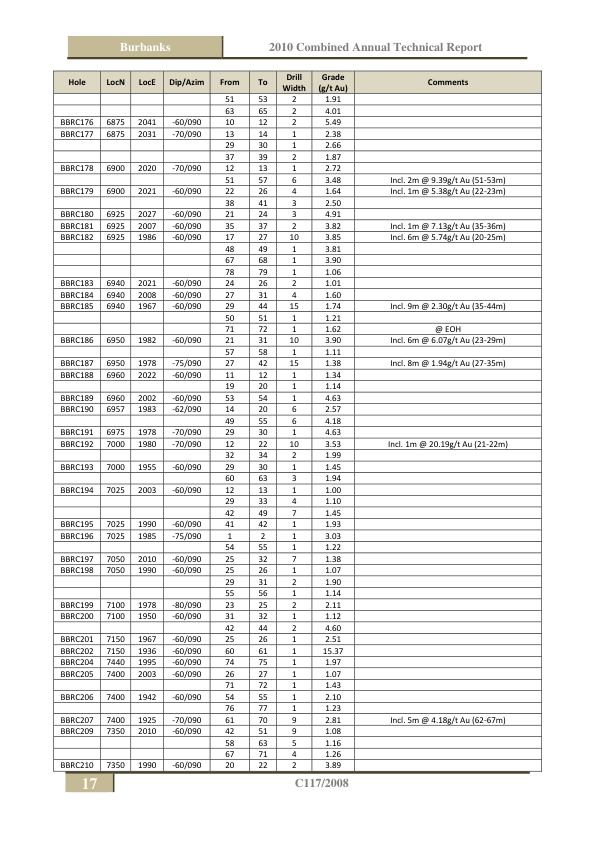 Burbanks 2010 Combined Annual Technical Report
Hole LocN LocE Dip/Azim From To Drill Width Grade (g/t Au) Comments
51 53 2 1.91
63 65 2 4.01
BBRC176 6875 2041 -60/090 10 12 2 5.49
BBRC177 6875 2031 -70/090 13 14 1 2.38
29 30 1 2.66
37 39 2 1.87
BBRC178 6900 2020 -70/090 12 13 1 2.72
51 57 6 3.48 Incl. 2m @ 9.39g/t Au (51-53m)
BBRC179 6900 2021 -60/090 22 26 4 1.64 Incl. 1m @ 5.38g/t Au (22-23m)
38 41 3 2.50
BBRC180 6925 2027 -60/090 21 24 3 4.91
BBRC181 6925 2007 -60/090 35 37 2 3.82 Incl. 1m @ 7.13g/t Au (35-36m)
BBRC182 6925 1986 -60/090 17 27 10 3.85 Incl. 6m @ 5.74g/t Au (20-25m)
48 49 1 3.81
67 68 1 3.90
78 79 1 1.06
BBRC183 6940 2021 -60/090 24 26 2 1.01
BBRC184 6940 2008 -60/090 27 31 4 1.60
BBRC185 6940 1967 -60/090 29 44 15 1.74 Incl. 9m @ 2.30g/t Au (35-44m)
50 51 1 1.21
71 72 1 1.62 @ EOH
BBRC186 6950 1982 -60/090 21 31 10 3.90 Incl. 6m @ 6.07g/t Au (23-29m)
57 58 1 1.11
BBRC187 6950 1978 -75/090 27 42 15 1.38 Incl. 8m @ 1.94g/t Au (27-35m)
BBRC188 6960 2022 -60/090 11 12 1 1.34
19 20 1 1.14
BBRC189 6960 2002 -60/090 53 54 1 4.63
BBRC190 6957 1983 -62/090 14 20 6 2.57
49 55 6 4.18
BBRC191 6975 1978 -70/090 29 30 1 4.63
BBRC192 7000 1980 -70/090 12 22 10 3.53 Incl. 1m @ 20.19g/t Au (21-22m)
32 34 2 1.99
BBRC193 7000 1955 -60/090 29 30 1 1.45
60 63 3 1.94
BBRC194 7025 2003 -60/090 12 13 1 1.00
29 33 4 1.10
42 49 7 1.45
BBRC195 7025 1990 -60/090 41 42 1 1.93
BBRC196 7025 1985 -75/090 1 2 1 3.03
54 55 1 1.22
BBRC197 7050 2010 -60/090 25 32 7 1.38
BBRC198 7050 1990 -60/090 25 26 1 1.07
29 31 2 1.90
55 56 1 1.14
BBRC199 7100 1978 -80/090 23 25 2 2.11
BBRC200 7100 1950 -60/090 31 32 1 1.12
42 44 2 4.60
BBRC201 7150 1967 -60/090 25 26 1 2.51
BBRC202 7150 1936 -60/090 60 61 1 15.37
BBRC204 7440 1995 -60/090 74 75 1 1.97
BBRC205 7400 2003 -60/090 26 27 1 1.07
71 72 1 1.43
BBRC206 7400 1942 -60/090 54 55 1 2.10
76 77 1 1.23
BBRC207 7400 1925 -70/090 61 70 9 2.81 Incl. 5m @ 4.18g/t Au (62-67m)
BBRC209 7350 2010 -60/090 42 51 9 1.08
58 63 5 1.16
67 71 4 1.26
BBRC210 7350 1990 -60/090 20 22 2 3.89
17 C117/2008